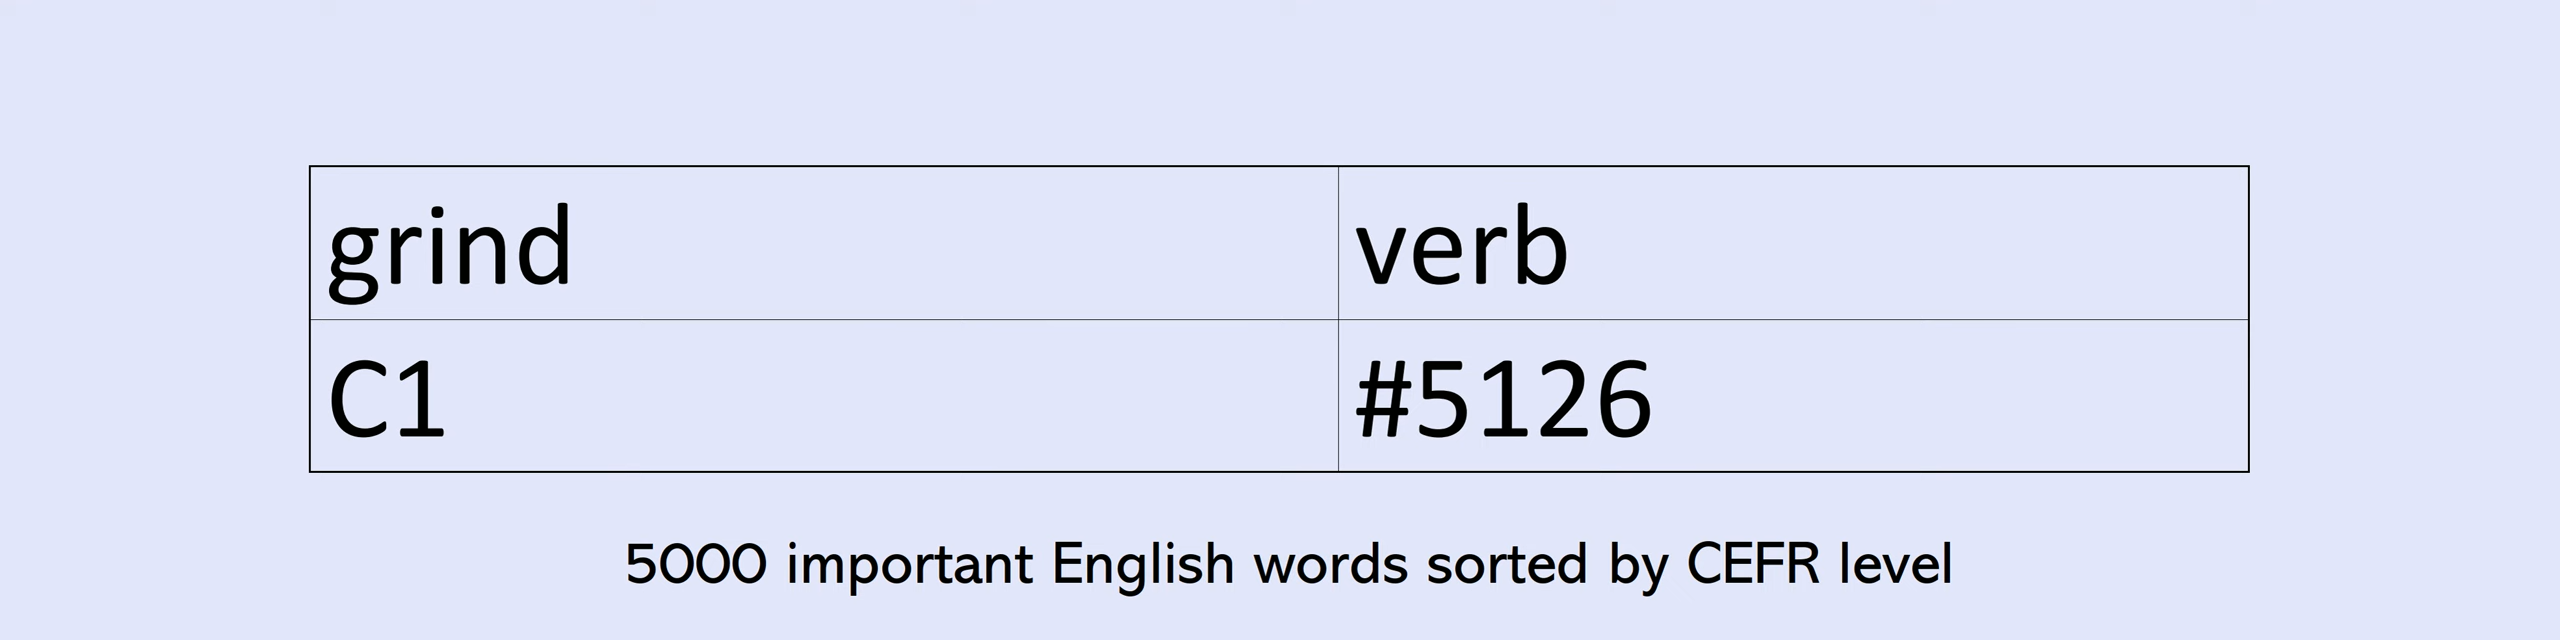 grind verb
C1 #5126
5000 important English words sorted by CEFR level